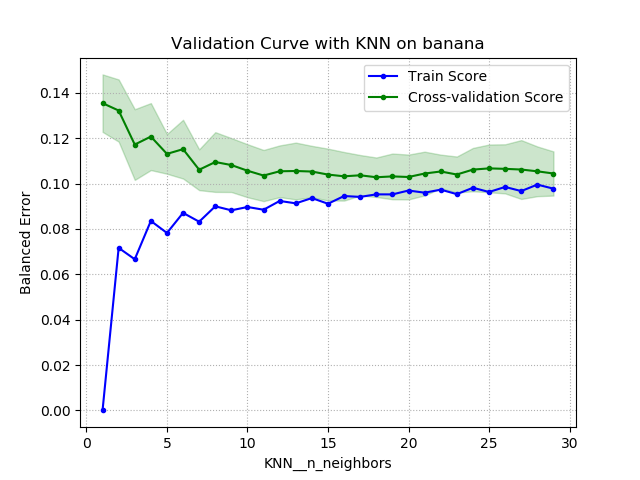 Validation Curve with KNN on banana
Train Score
Cross-validation Score
Balanced Error
0.14
0.12
0.10
0.08
0.06
0.04
0.02
0.00
0 5 10 15 20 25 30
KNN__n_neighbors